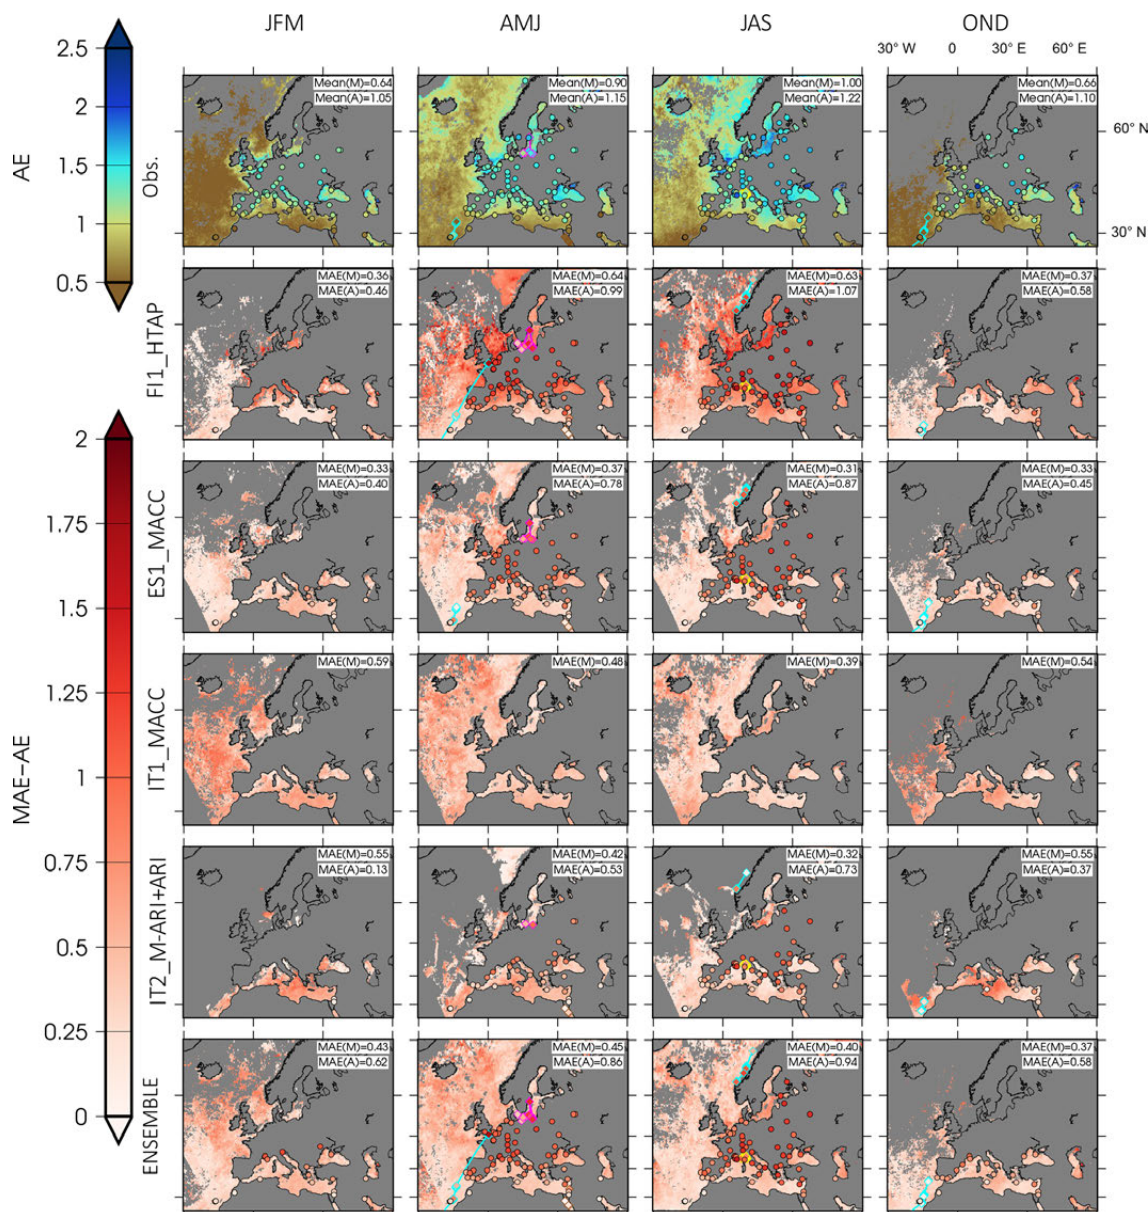 JFM AMJ JAS OND
30° W 0 30° E 60° E
2.5
2
1.5
1
0.5
AE
Obs.
Mean(M)=0.64
Mean(A)=1.05
Mean(M)=0.90
Mean(A)=1.15
Mean(M)=1.00
Mean(A)=1.22
Mean(M)=0.66
Mean(A)=1.10
60° N
30° N
FI1_HTAP
MAE(M)=0.36
MAE(A)=0.46
MAE(M)=0.64
MAE(A)=0.99
MAE(M)=0.63
MAE(A)=1.07
MAE(M)=0.37
MAE(A)=0.58
2
1.75
1.5
1.25
1
0.75
0.5
0.25
0
MAE-AE
ES1_MACC
MAE(M)=0.33
MAE(A)=0.40
MAE(M)=0.37
MAE(A)=0.78
MAE(M)=0.31
MAE(A)=0.87
MAE(M)=0.33
MAE(A)=0.45
IT1_MACC
MAE(M)=0.59
MAE(M)=0.48
MAE(M)=0.39
MAE(M)=0.54
IT2_M-ARI+ARI
MAE(M)=0.55
MAE(A)=0.13
MAE(M)=0.42
MAE(A)=0.53
MAE(M)=0.32
MAE(A)=0.73
MAE(M)=0.55
MAE(A)=0.37
ENSEMBLE
MAE(M)=0.43
MAE(A)=0.62
MAE(M)=0.45
MAE(A)=0.86
MAE(M)=0.40
MAE(A)=0.94
MAE(M)=0.37
MAE(A)=0.58